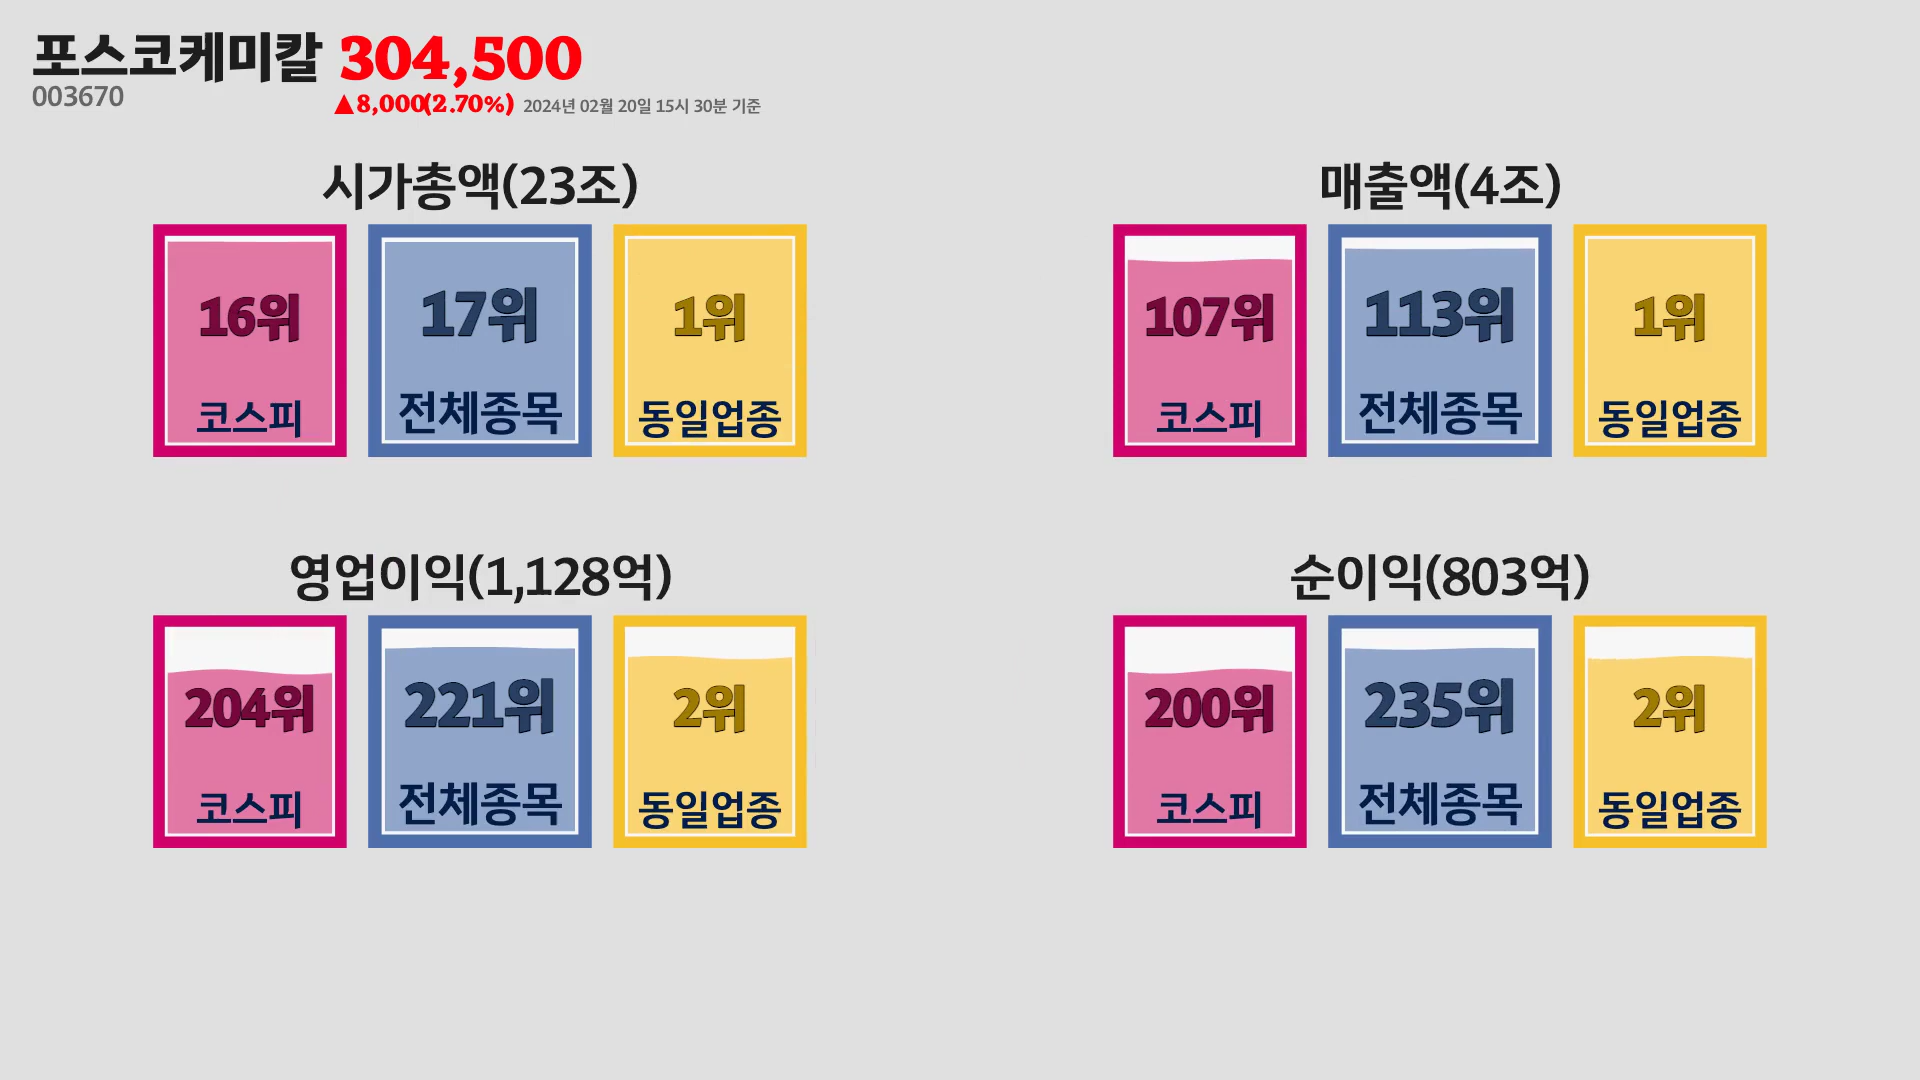 포스코케미칼 304,500
003670
▲8,000(2.70%) 2024년 02월 20일 15시 30분 기준
시가총액(23조)
16위 17위 1위
코스피 전체종목 동일업종
매출액(4조)
107위 113위 1위
코스피 전체종목 동일업종
영업이익(1,128억)
204위 221위 2위
코스피 전체종목 동일업종
순이익(803억)
200위 235위 2위
코스피 전체종목 동일업종